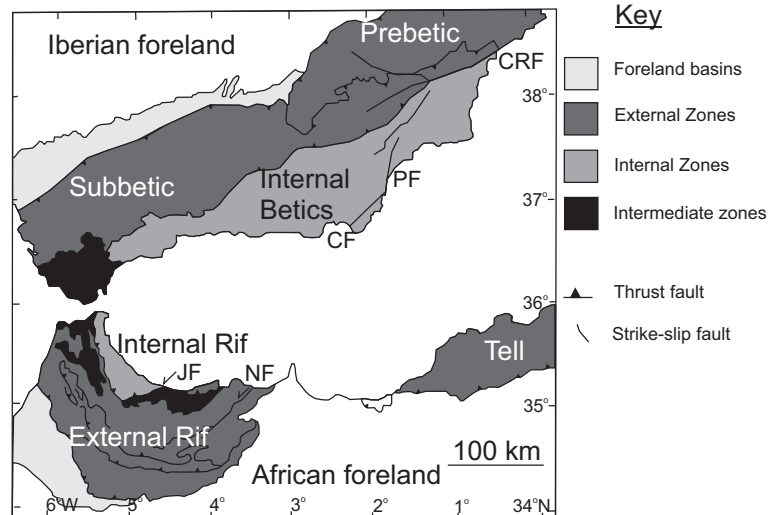 Iberian foreland
Prebetic
CRF
38°
Subbetic
Internal
Betics
PF
37°
CF
36°
Internal Rif
JF
NF
Tell
35°
External Rif
100 km
African foreland
6°W
5°
4°
3°
2°
1°
34°N
Key
Foreland basins
External Zones
Internal Zones
Intermediate zones
Thrust fault
Strike-slip fault